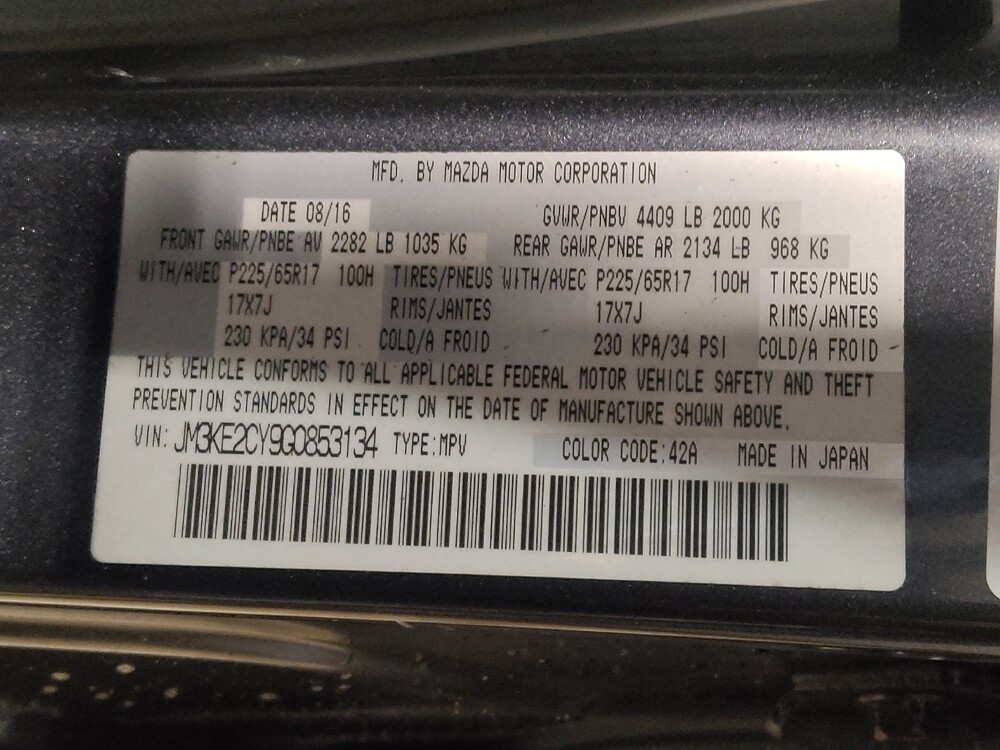 MFD. BY MAZDA MOTOR CORPORATION
DATE 08/16 GVWR/PNBV 4409 LB 2000 KG
FRONT GAWR/PNBE AV 2282 LB 1035 KG REAR GAWR/PNBE AR 2134 LB 968 KG
WITH/AVEC P225/65R17 100H TIRES/PNEUS WITH/AVEC P225/65R17 100H TIRES/PNEUS
17X7J RIMS/JANTES 17X7J RIMS/JANTES
230 KPA/34 PSI COLD/A FROID 230 KPA/34 PSI COLD/A FROID
THIS VEHICLE CONFORMS TO ALL APPLICABLE FEDERAL MOTOR VEHICLE SAFETY AND THEFT
PREVENTION STANDARDS IN EFFECT ON THE DATE OF MANUFACTURE SHOWN ABOVE.
VIN: JM3KE2CY9G0853134 TYPE:MPV COLOR CODE:42A MADE IN JAPAN